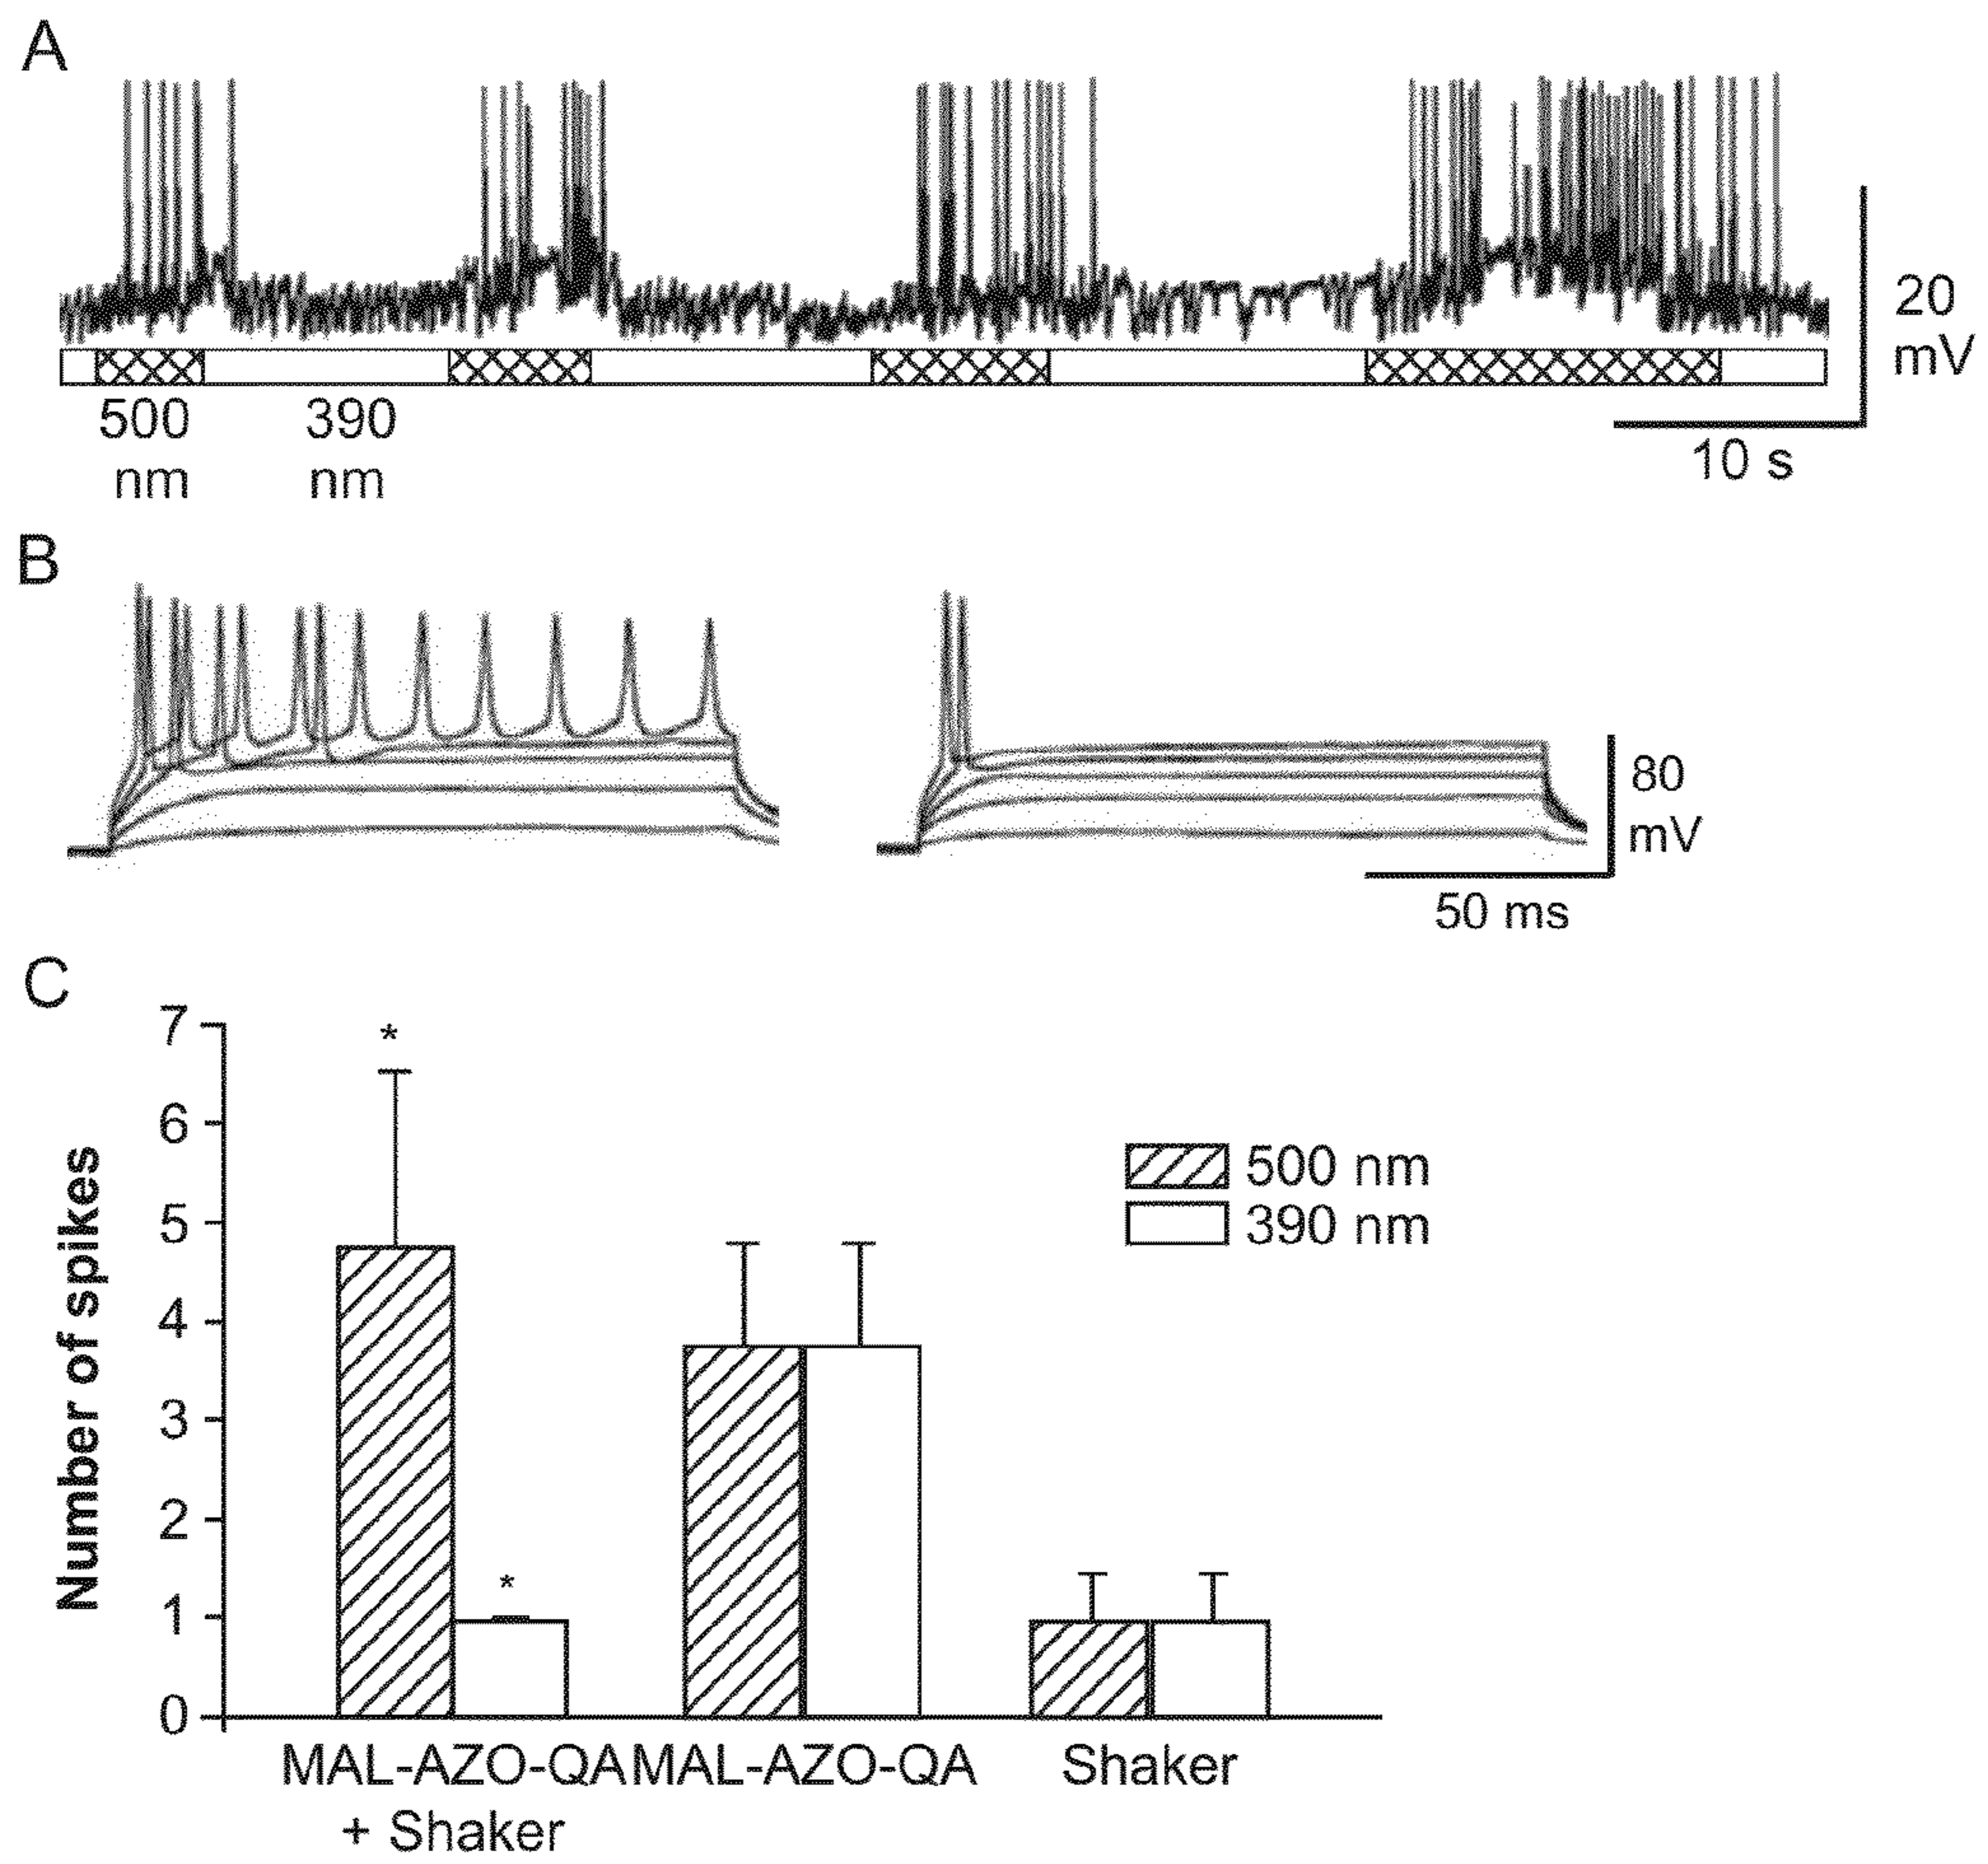 A
20
mV
500
nm
390
nm
10 s
B
80
mV
50 ms
C
7
6
5
4
3
2
1
0
Number of spikes
*
*
500 nm
390 nm
MAL-AZO-QA
+ Shaker
MAL-AZO-QA
Shaker